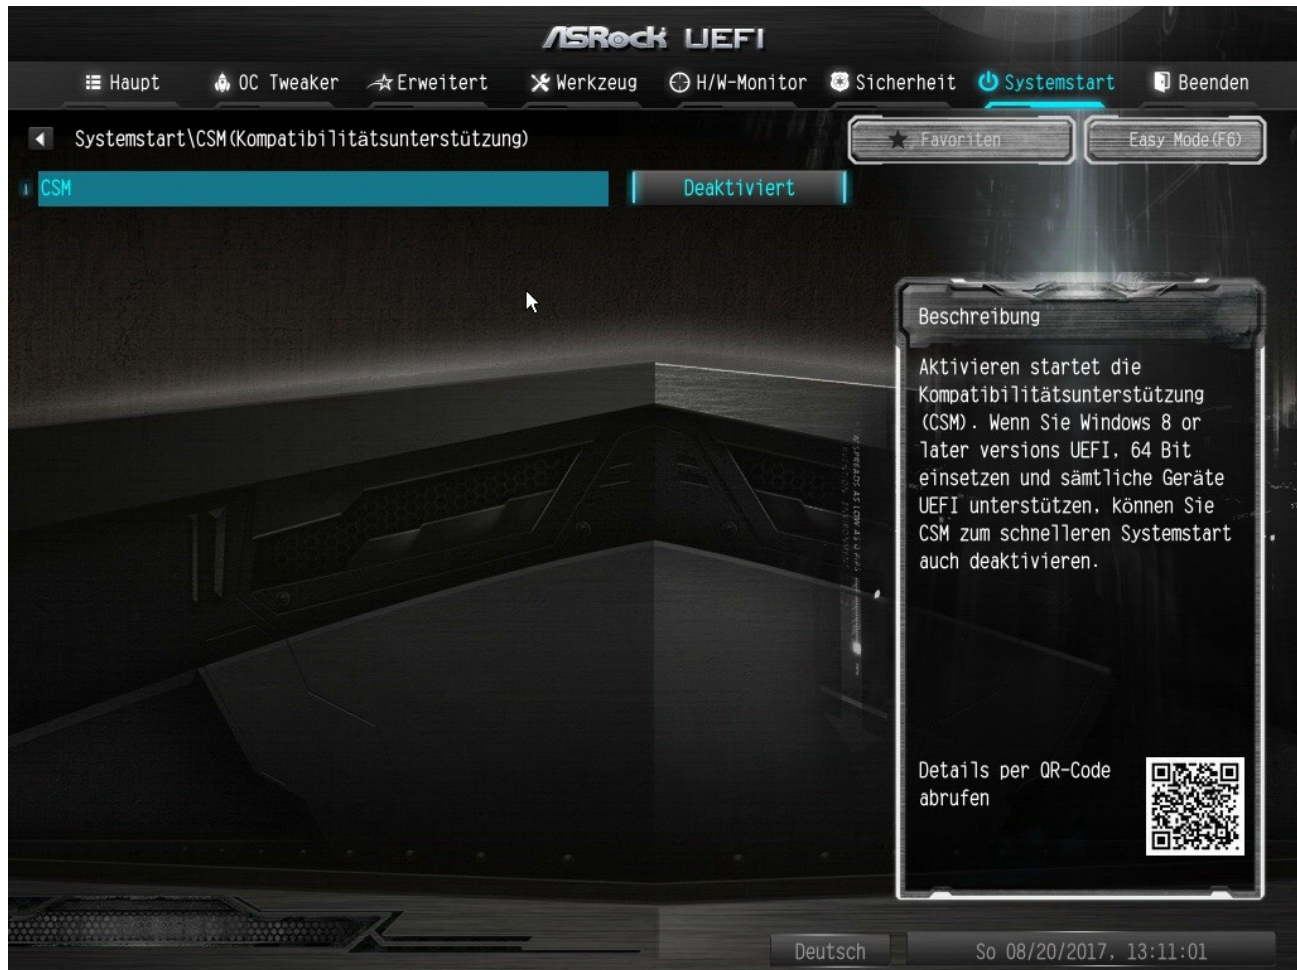 ASRock UEFI
Haupt OC Tweaker Erweitert Werkzeug H/W-Monitor Sicherheit Systemstart Beenden
Systemstart\CSM(Kompatibilitätsunterstützung)
Favoriten Easy Mode(F6)
CSM Deaktiviert
Beschreibung
Aktivieren startet die
Kompatibilitätsunterstützung
(CSM). Wenn Sie Windows 8 or
later versions UEFI, 64 Bit
einsetzen und sämtliche Geräte
UEFI unterstützen, können Sie
CSM zum schnelleren Systemstart
auch deaktivieren.
Details per QR-Code
abrufen
Deutsch So 08/20/2017, 13:11:01